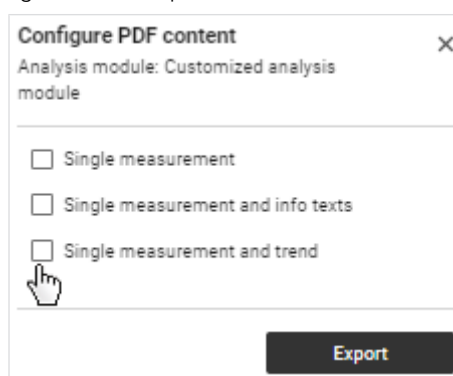 Configure PDF content
Analysis module: Customized analysis
module
Single measurement
Single measurement and info texts
Single measurement and trend
Export